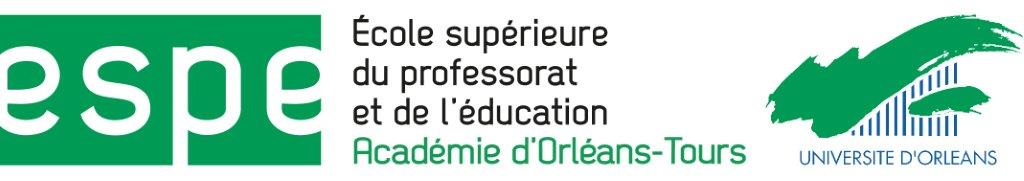 espe
École supérieure
du professorat
et de l'éducation
Académie d'Orléans-Tours
UNIVERSITE D'ORLEANS